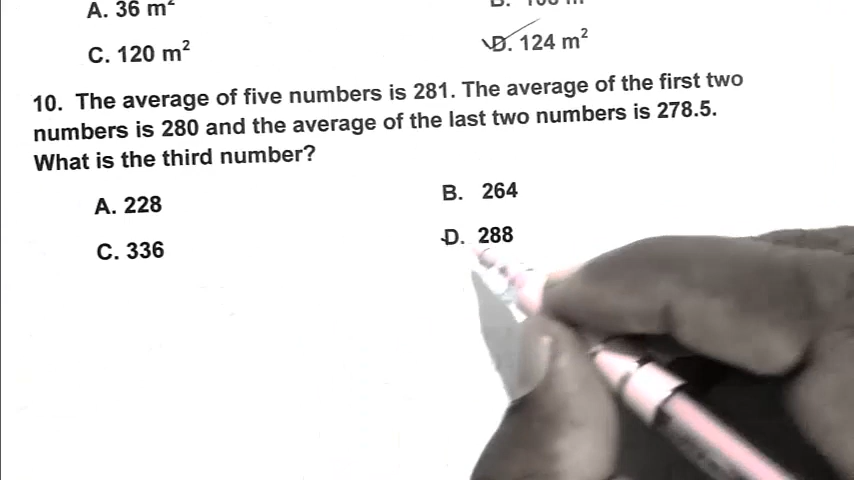 A. 36 m²
C. 120 m²
D. 124 m²
10. The average of five numbers is 281. The average of the first two
numbers is 280 and the average of the last two numbers is 278.5.
What is the third number?
A. 228
B. 264
C. 336
D. 288